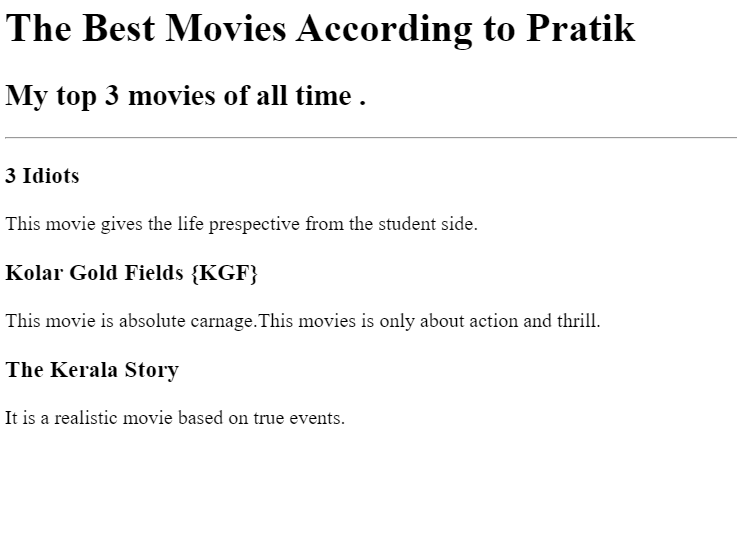 The Best Movies According to Pratik
My top 3 movies of all time .
3 Idiots
This movie gives the life prespective from the student side.
Kolar Gold Fields {KGF}
This movie is absolute carnage.This movies is only about action and thrill.
The Kerala Story
It is a realistic movie based on true events.